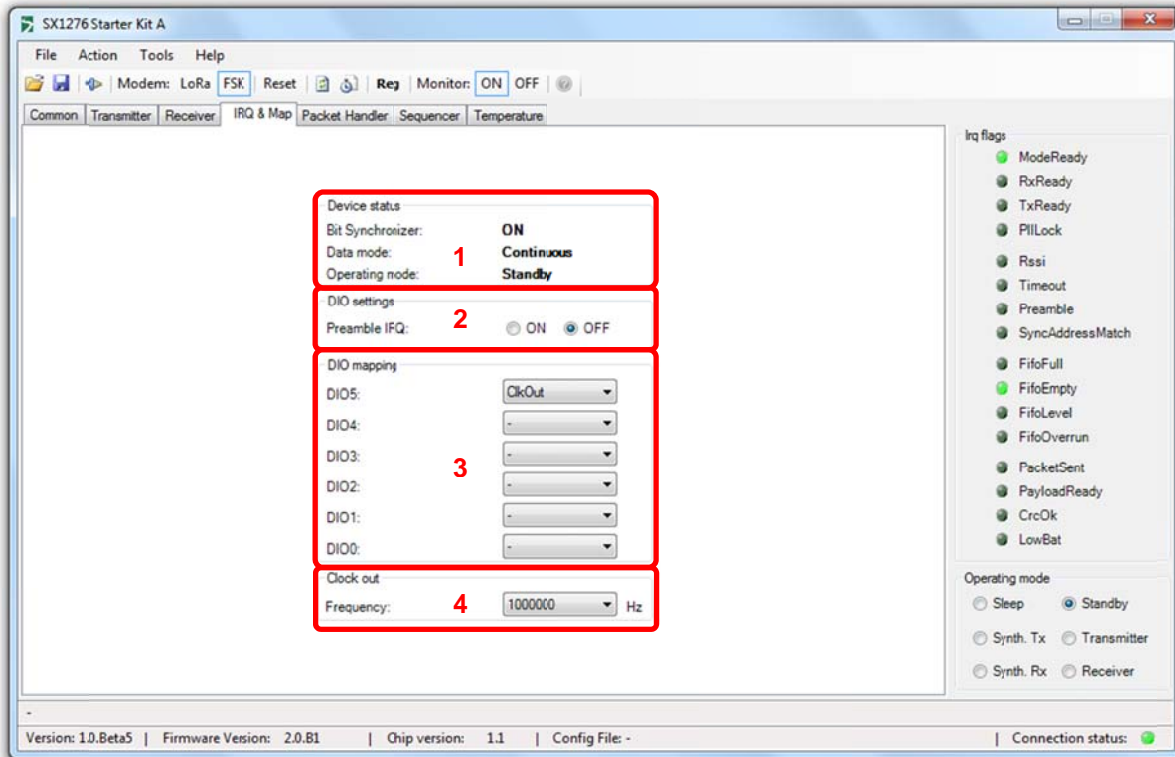 SX1276 Starter Kit A
File Action Tools Help
Modem: LoRa FSK Reset Reg Monitor: ON OFF
Common Transmitter Receiver IRQ & Map Packet Handler Sequencer Temperature
Device status
Bit Synchronizer: ON
Data mode: Continuous
Operating mode: Standby
1
DIO settings
Preamble IRQ: 2 ON OFF
DIO mapping
DIO5: ClkOut
DIO4: -
DIO3: -
3
DIO2: -
DIO1: -
DIO0: -
Clock out
Frequency: 4 1000000 Hz
Irq flags
ModeReady
RxReady
TxReady
PllLock
Rssi
Timeout
Preamble
SyncAddressMatch
FifoFull
FifoEmpty
FifoLevel
FifoOverrun
PacketSent
PayloadReady
CrcOk
LowBat
Operating mode
Sleep Standby
Synth. Tx Transmitter
Synth. Rx Receiver
-
Version: 1.0.Beta5 | Firmware Version: 2.0.B1 | Chip version: 1.1 | Config File: - | Connection status: